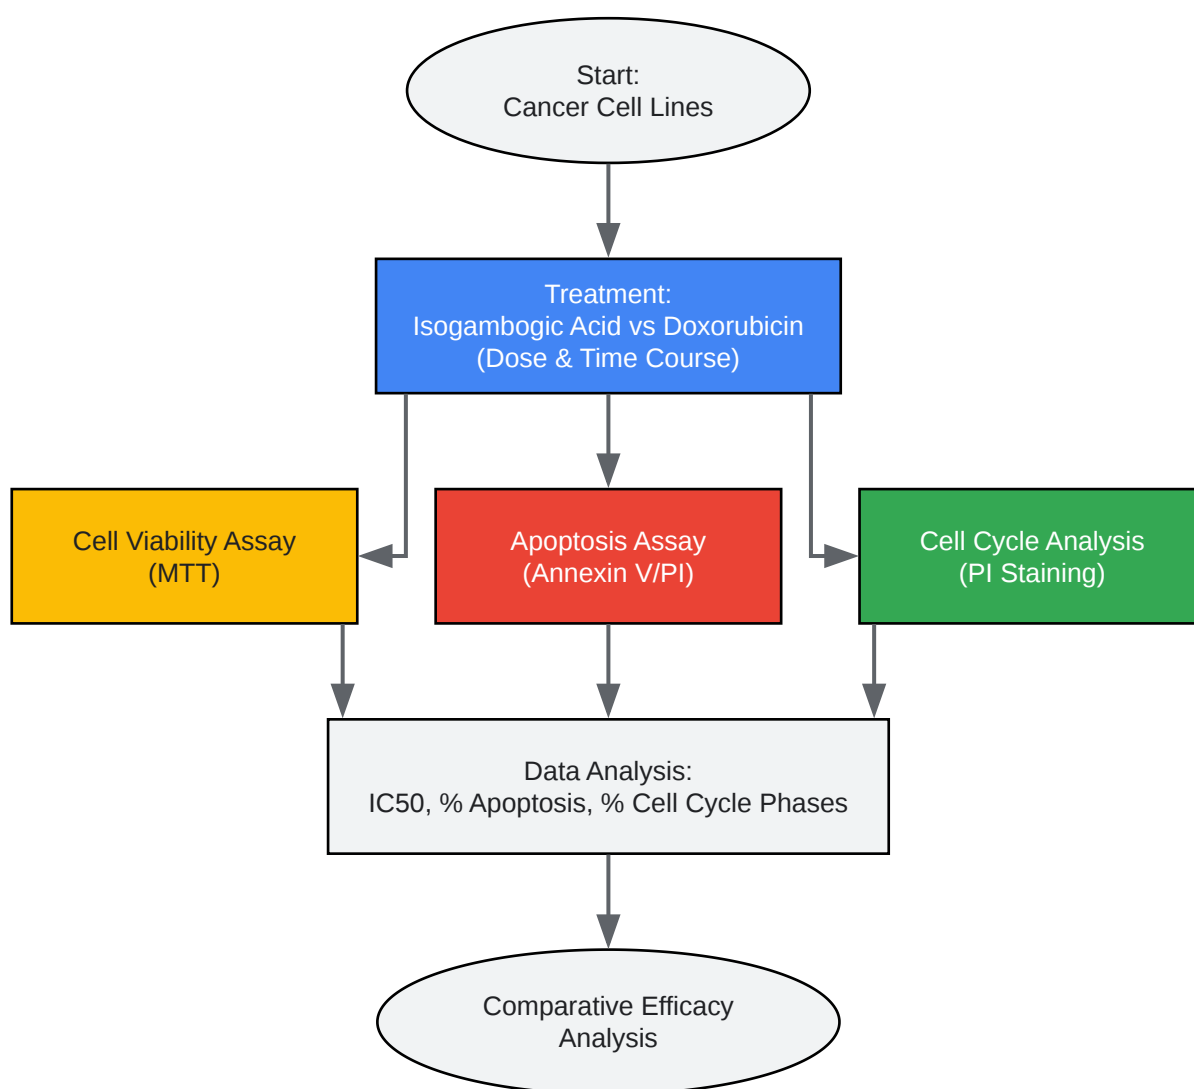 Start:
Cancer Cell Lines
Treatment:
Isogambogic Acid vs Doxorubicin
(Dose & Time Course)
Cell Viability Assay
(MTT)
Apoptosis Assay
(Annexin V/PI)
Cell Cycle Analysis
(PI Staining)
Data Analysis:
IC50, % Apoptosis, % Cell Cycle Phases
Comparative Efficacy
Analysis